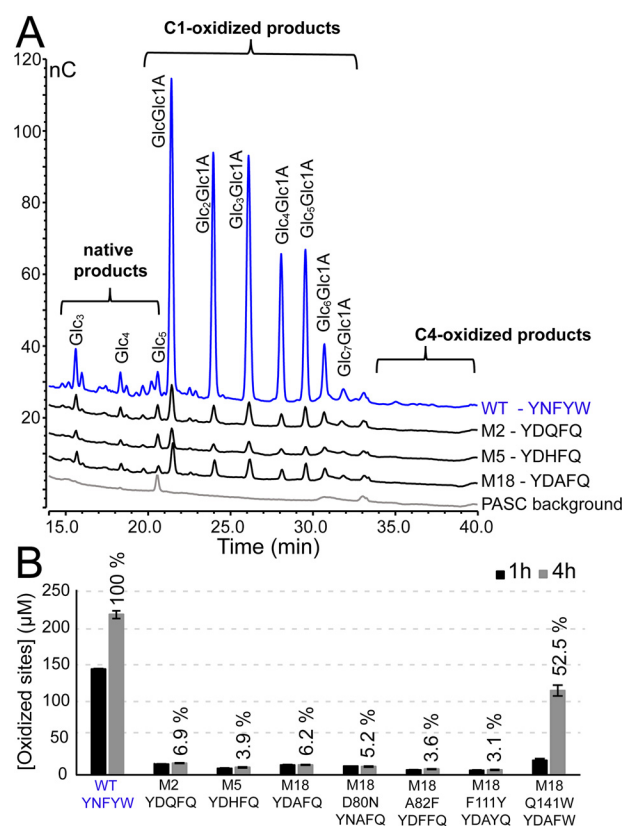 A
C1-oxidized products
120
nC
100
80
60
40
20
native
products
Glc3
Glc4
Glc5
GlcGlc1A
Glc2Glc1A
Glc3Glc1A
Glc4Glc1A
Glc5Glc1A
Glc6Glc1A
Glc7Glc1A
C4-oxidized products
WT - YNFYW
M2 - YDQFQ
M5 - YDHFQ
M18 - YDAFQ
PASC background
15.0 20.0 25.0 30.0 35.0 40.0
Time (min)
B
1h 4h
[Oxidized sites] (µM)
250
200
150
100
50
0
100 %
6.9 %
3.9 %
6.2 %
5.2 %
3.6 %
3.1 %
52.5 %
WT M2 M5 M18 M18 M18 M18 M18
YNFYW YDQFQ YDHFQ YDAFQ D80N A82F F111Y Q141W
YNAFQ YDFFQ YDAYQ YDAFW